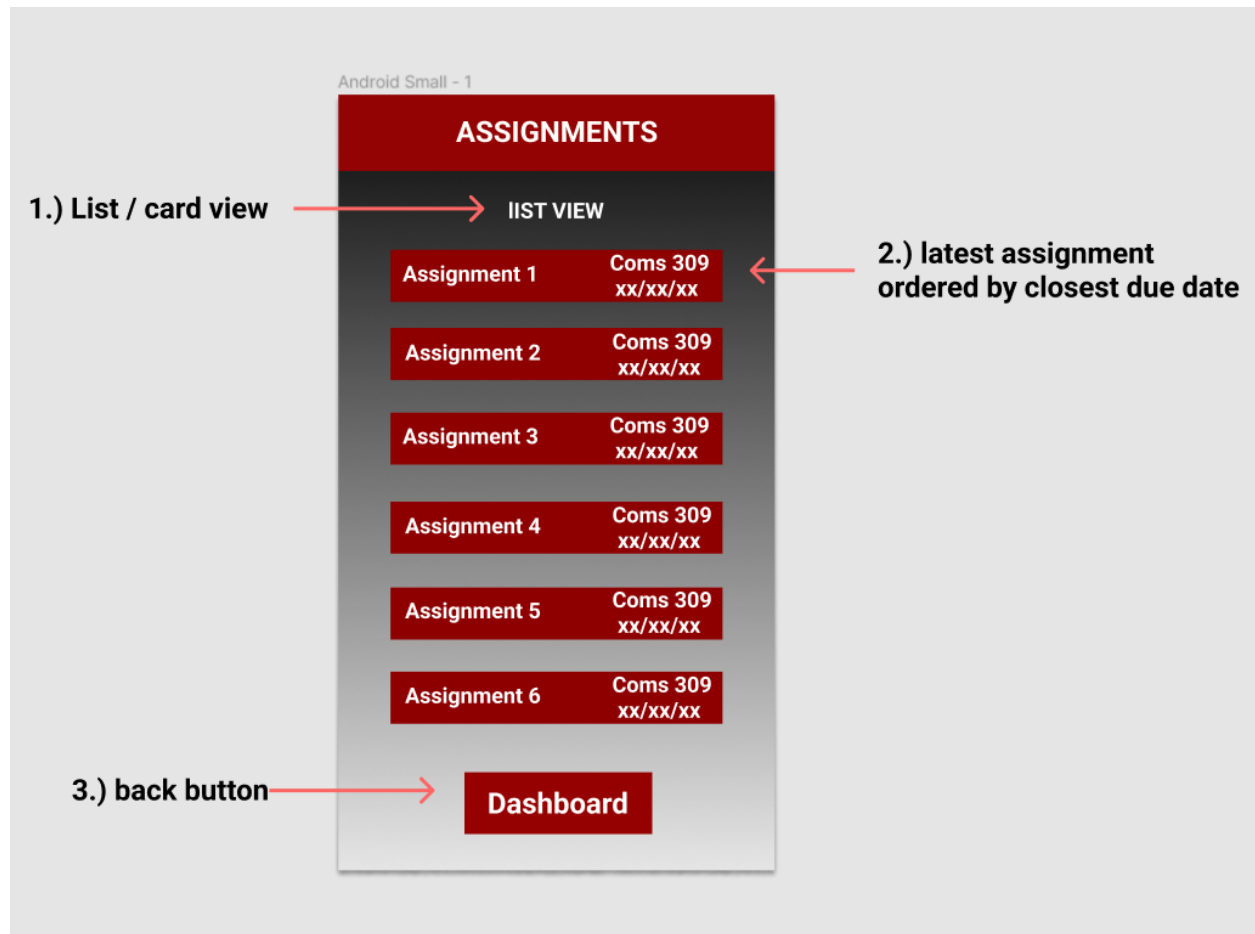 Android Small - 1
ASSIGNMENTS
1.) List / card view
lIST VIEW
2.) latest assignment
ordered by closest due date
Assignment 1
Coms 309
xx/xx/xx
Assignment 2
Coms 309
xx/xx/xx
Assignment 3
Coms 309
xx/xx/xx
Assignment 4
Coms 309
xx/xx/xx
Assignment 5
Coms 309
xx/xx/xx
Assignment 6
Coms 309
xx/xx/xx
3.) back button
Dashboard